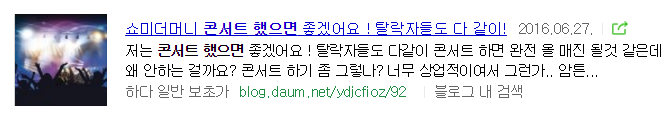 쇼미더머니 콘서트 했으면 좋겠어요 ! 탈락자들도 다 같이! 2016.06.27.
저는 콘서트 했으면 좋겠어요 ! 탈락자들도 다같이 콘서트 하면 완전 올 매진 될것 같은데
왜 안하는 걸까요? 콘서트 하기 좀 그렇나? 너무 상업적이여서 그런가.. 암튼...
하다 일반 보초가 blog.daum.net/ydjcfioz/92 | 블로그 내 검색